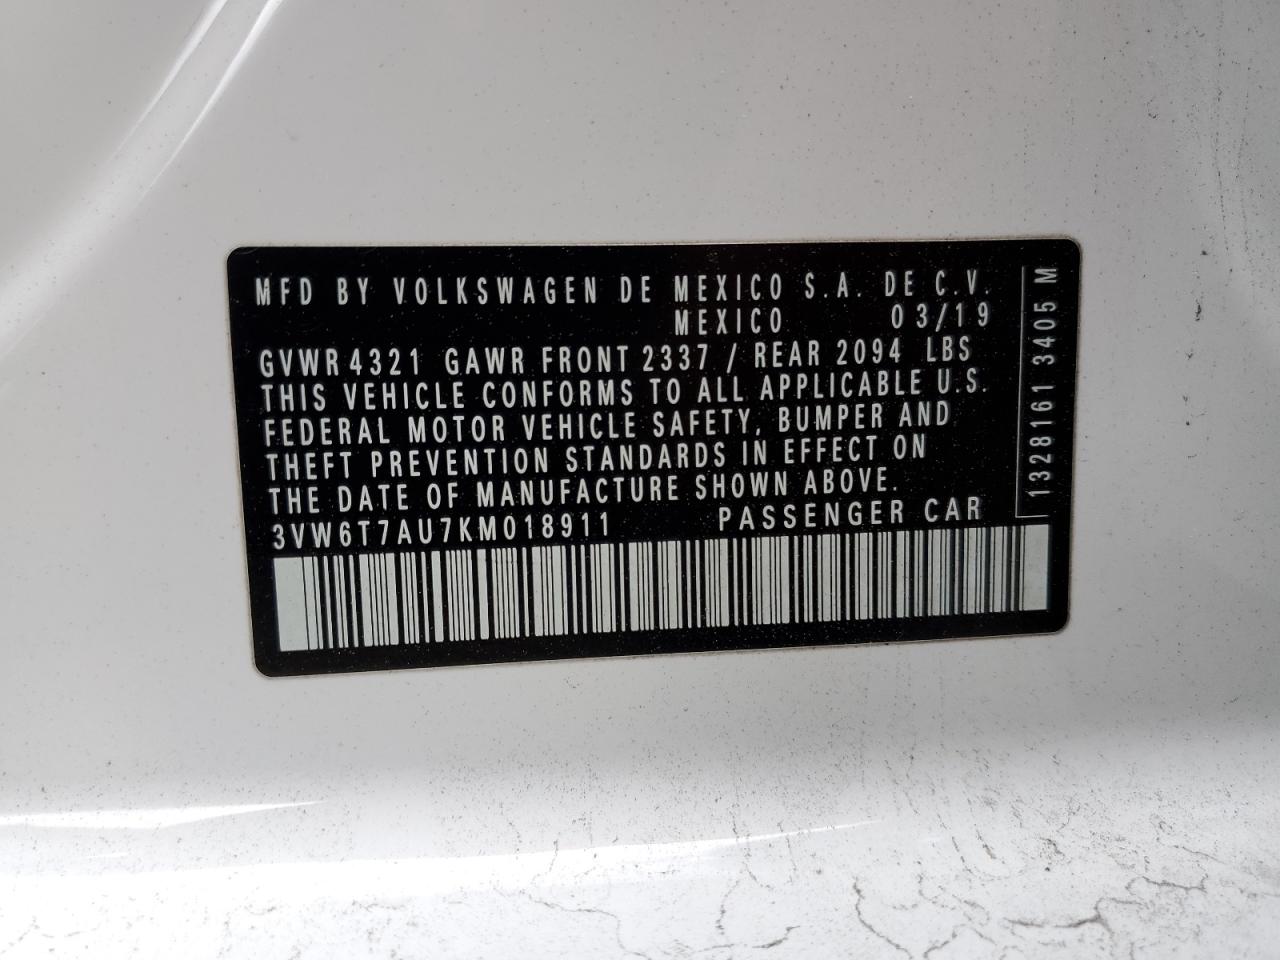 MFD BY VOLKSWAGEN DE MEXICO S.A. DE C.V.
MEXICO 03/19
GVWR 4321 GAWR FRONT 2337 / REAR 2094 LBS
THIS VEHICLE CONFORMS TO ALL APPLICABLE U.S.
FEDERAL MOTOR VEHICLE SAFETY, BUMPER AND
THEFT PREVENTION STANDARDS IN EFFECT ON
THE DATE OF MANUFACTURE SHOWN ABOVE.
3VW6T7AU7KM018911 PASSENGER CAR
1328161 3405 M